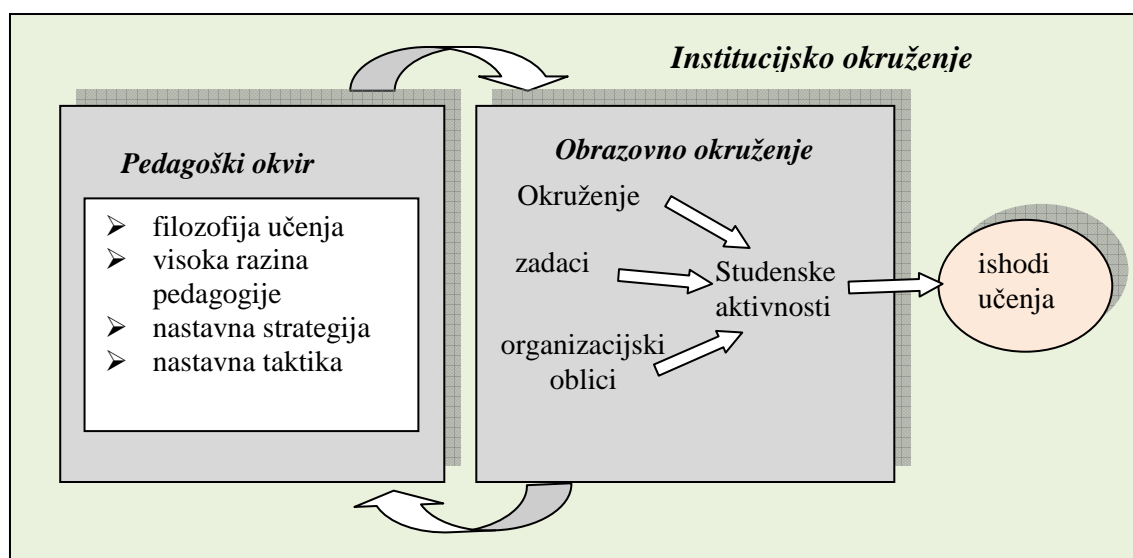 Institucijsko okruženje
Pedagoški okvir
➢ filozofija učenja
➢ visoka razina
pedagogije
➢ nastavna strategija
➢ nastavna taktika
Obrazovno okruženje
Okruženje
zadaci
organizacijski
oblici
Studenske
aktivnosti
ishodi
učenja